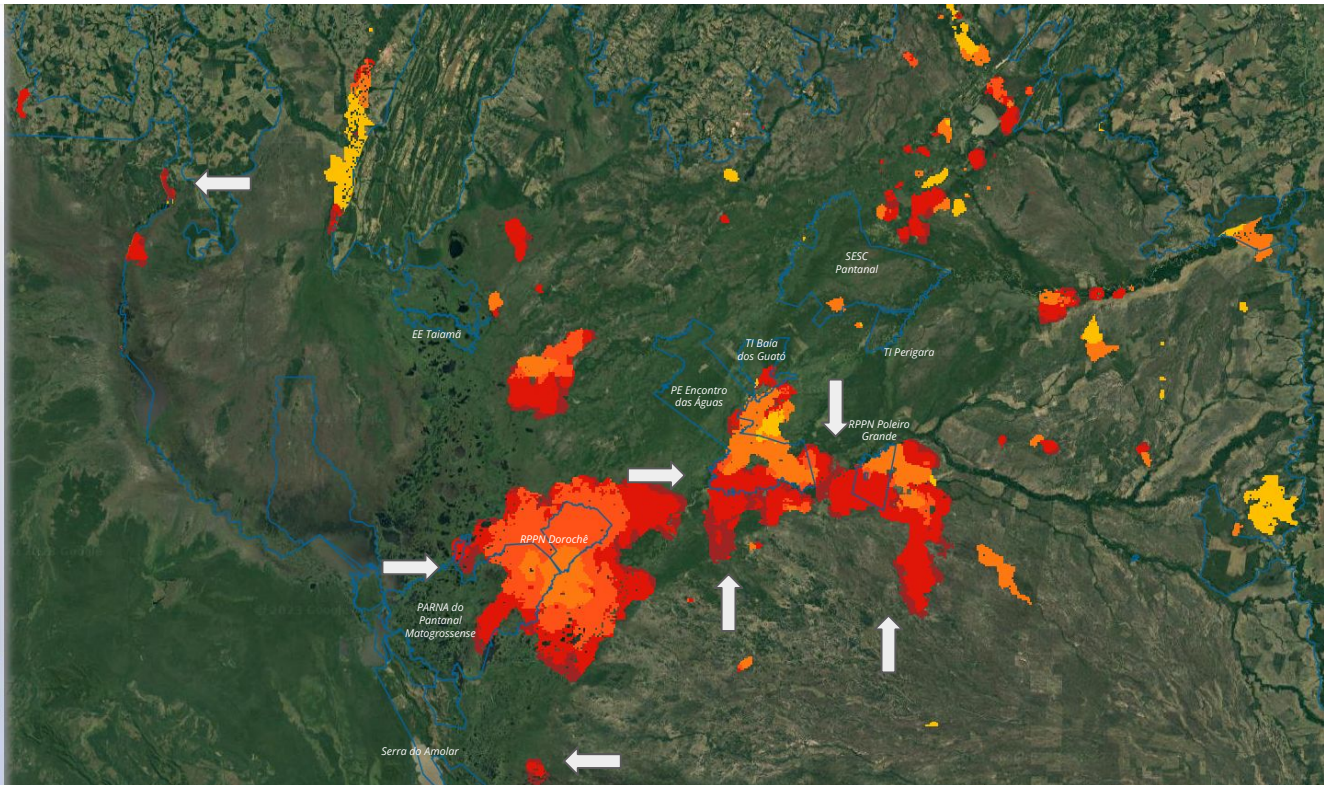 SESC
Pantanal
EE Taiamã
TI Baía
dos Guató
TI Perigara
PE Encontro
das Águas
RPPN Poleiro
Grande
RPPN Dorochê
PARNA do
Pantanal
Matogrossense
Serra do Amolar